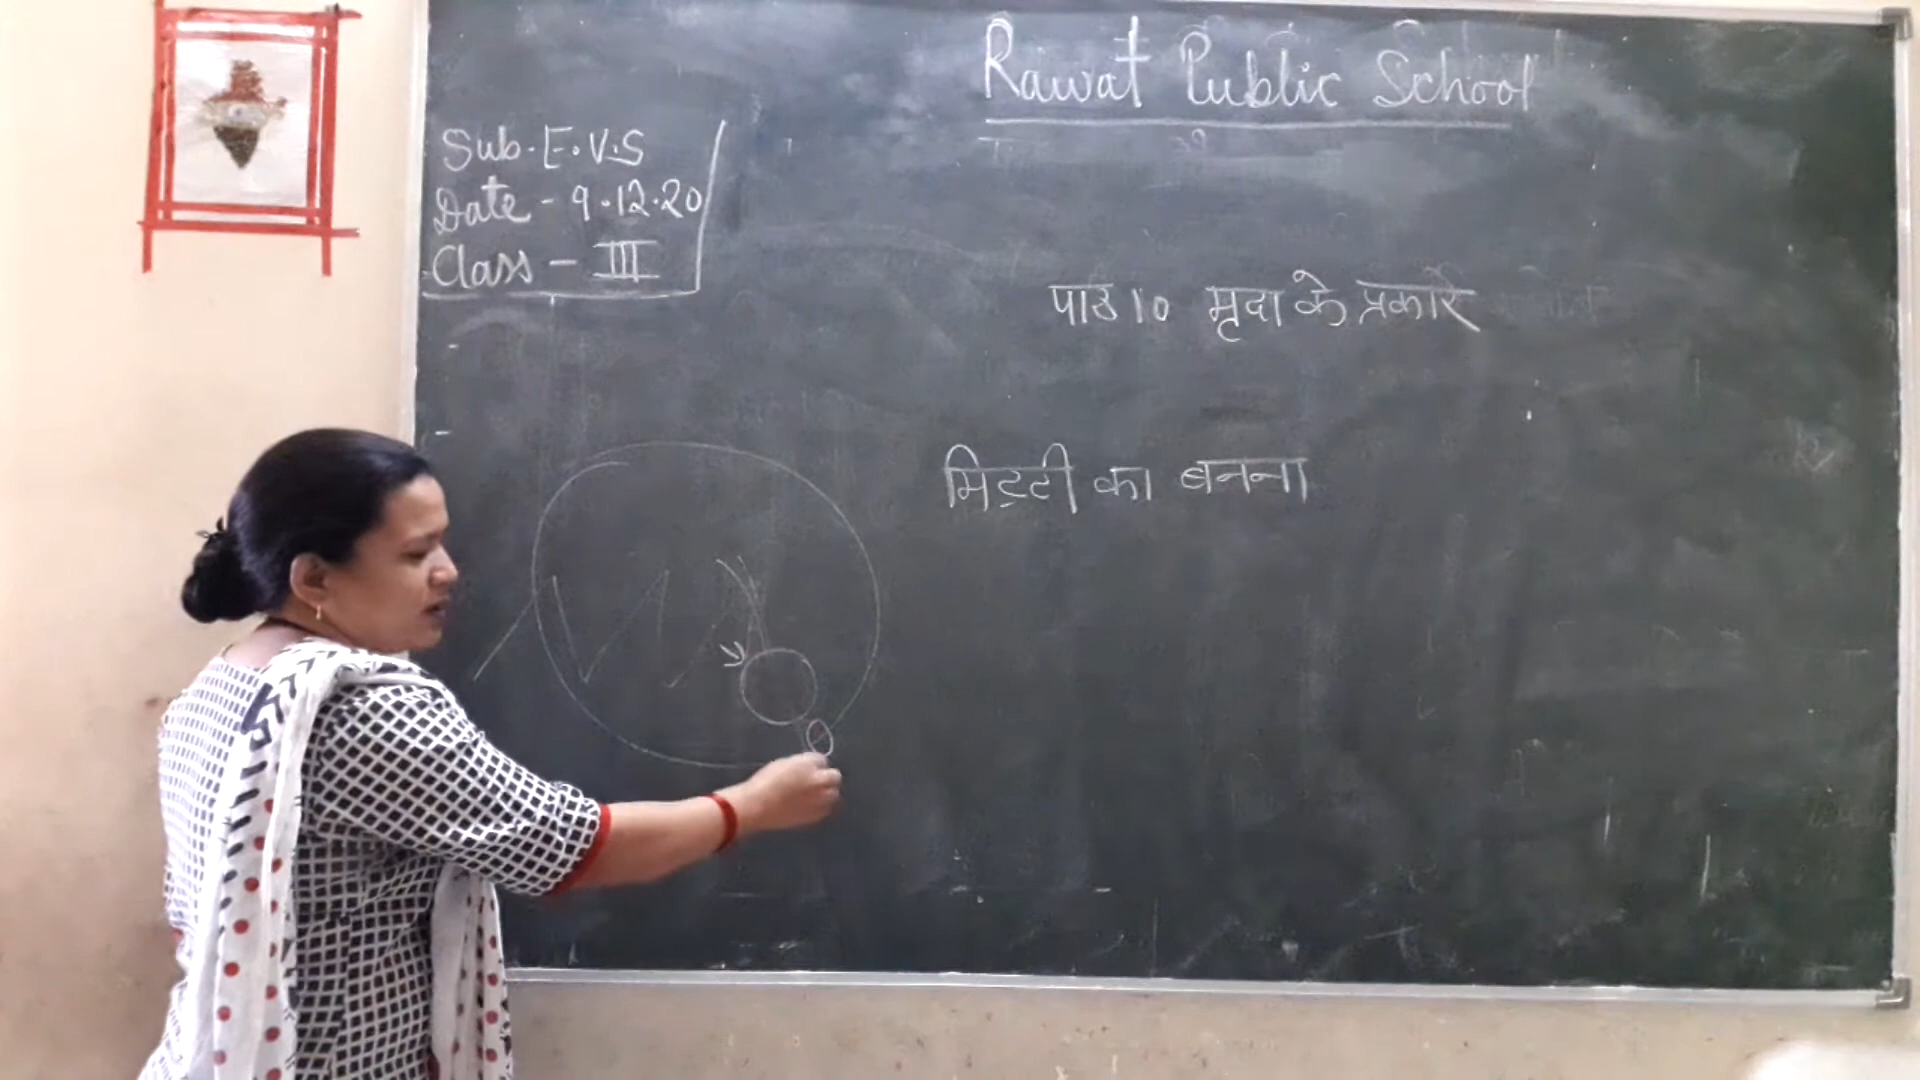 Rawat Public School
Sub. E.V.S
Date - 9.12.20
Class - III
पाठ 10 मृदा के प्रकार
मिट्टी का बनना